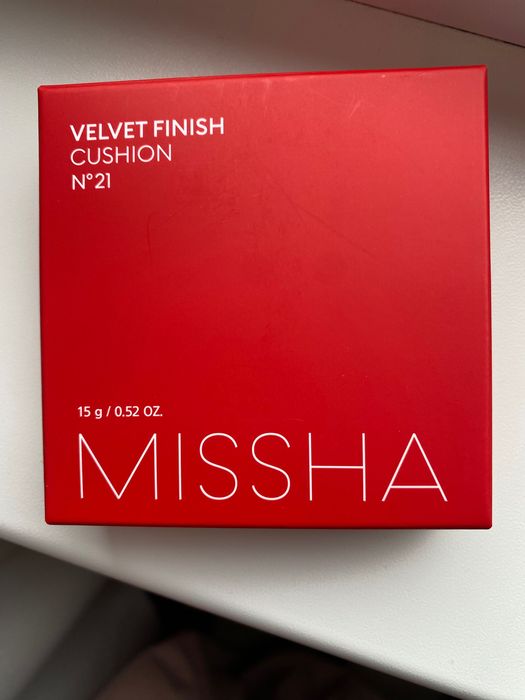 VELVET FINISH
CUSHION
N°21
15 g / 0.52 OZ.
MISSHA